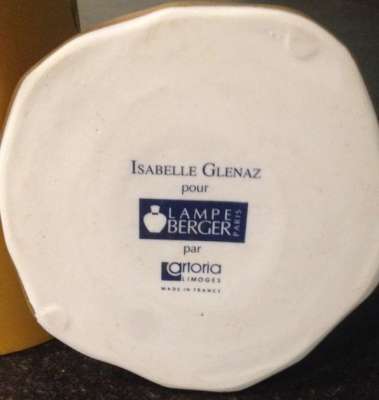 ISABELLE GLENAZ
pour
LAMPE
BERGER
PARIS
par
artoria
LIMOGES
MADE IN FRANCE